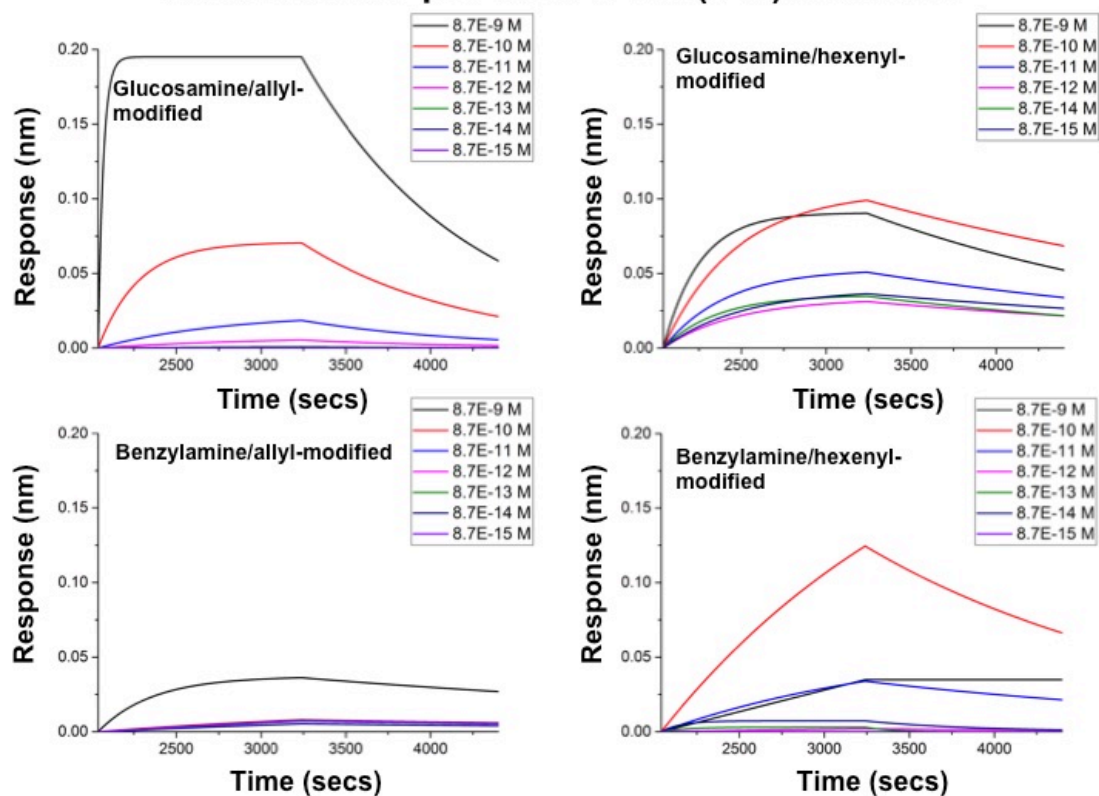 0.20
0.15
0.10
0.05
0.00
Response (nm)
Glucosamine/allyl-
modified
8.7E-9 M
8.7E-10 M
8.7E-11 M
8.7E-12 M
8.7E-13 M
8.7E-14 M
8.7E-15 M
2500 3000 3500 4000
Time (secs)
0.20
0.15
0.10
0.05
0.00
Response (nm)
Glucosamine/hexenyl-
modified
8.7E-9 M
8.7E-10 M
8.7E-11 M
8.7E-12 M
8.7E-14 M
8.7E-15 M
2500 3000 3500 4000
Time (secs)
0.20
0.15
0.10
0.05
0.00
Response (nm)
Benzylamine/allyl-modified
8.7E-9 M
8.7E-10 M
8.7E-11 M
8.7E-12 M
8.7E-13 M
8.7E-14 M
8.7E-15 M
2500 3000 3500 4000
Time (secs)
0.20
0.15
0.10
0.05
0.00
Response (nm)
Benzylamine/hexenyl-
modified
8.7E-9 M
8.7E-10 M
8.7E-11 M
8.7E-12 M
8.7E-13 M
8.7E-14 M
8.7E-15 M
2500 3000 3500 4000
Time (secs)